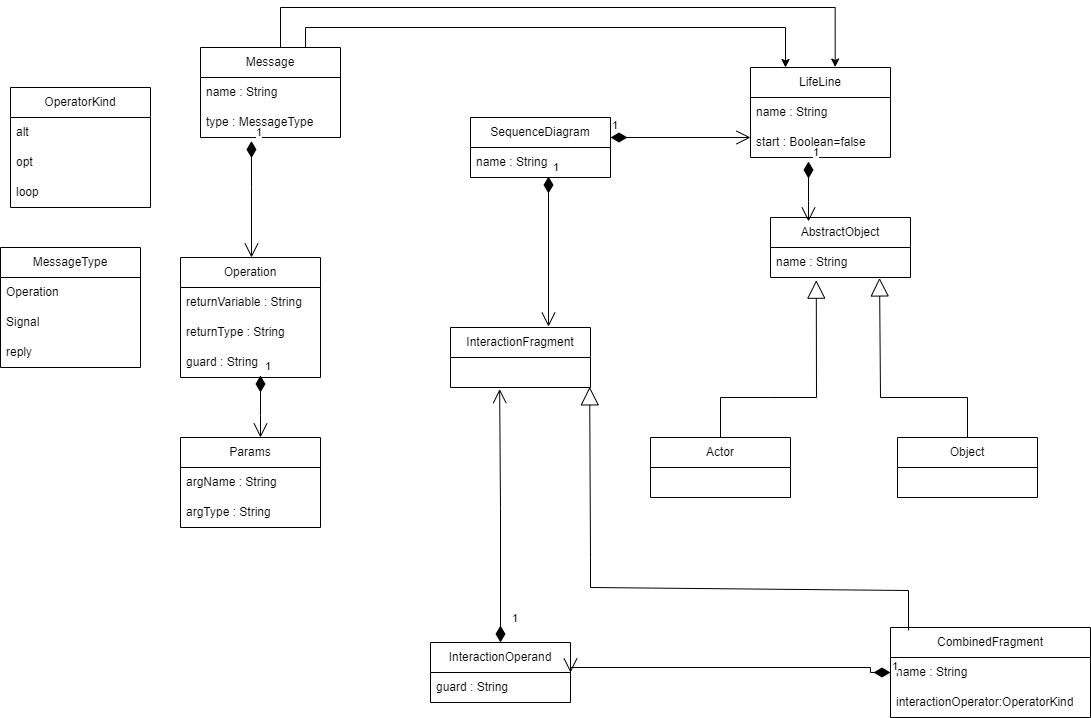 Message
name : String
type : MessageType
1
OperatorKind
alt
opt
loop
MessageType
Operation
Signal
reply
Operation
returnVariable : String
returnType : String
guard : String
1
Params
argName : String
argType : String
SequenceDiagram
name : String
1
1
LifeLine
name : String
start : Boolean=false
1
AbstractObject
name : String
InteractionFragment
Actor
Object
1
InteractionOperand
guard : String
CombinedFragment
1
name : String
interactionOperator:OperatorKind